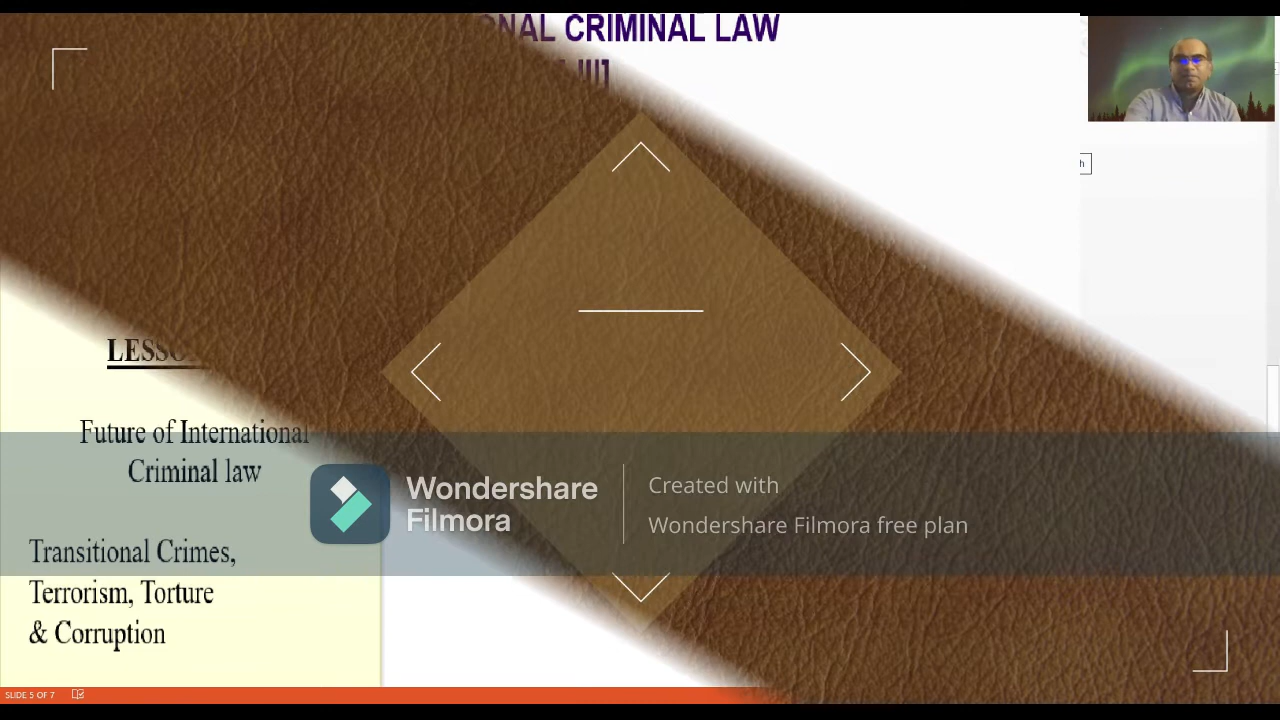 CRIMINAL LAW
Future of International
Criminal law
Transitional Crimes,
Terrorism, Torture
& Corruption
Wondershare
Filmora
Created with
Wondershare Filmora free plan
SLIDE 5 OF 7